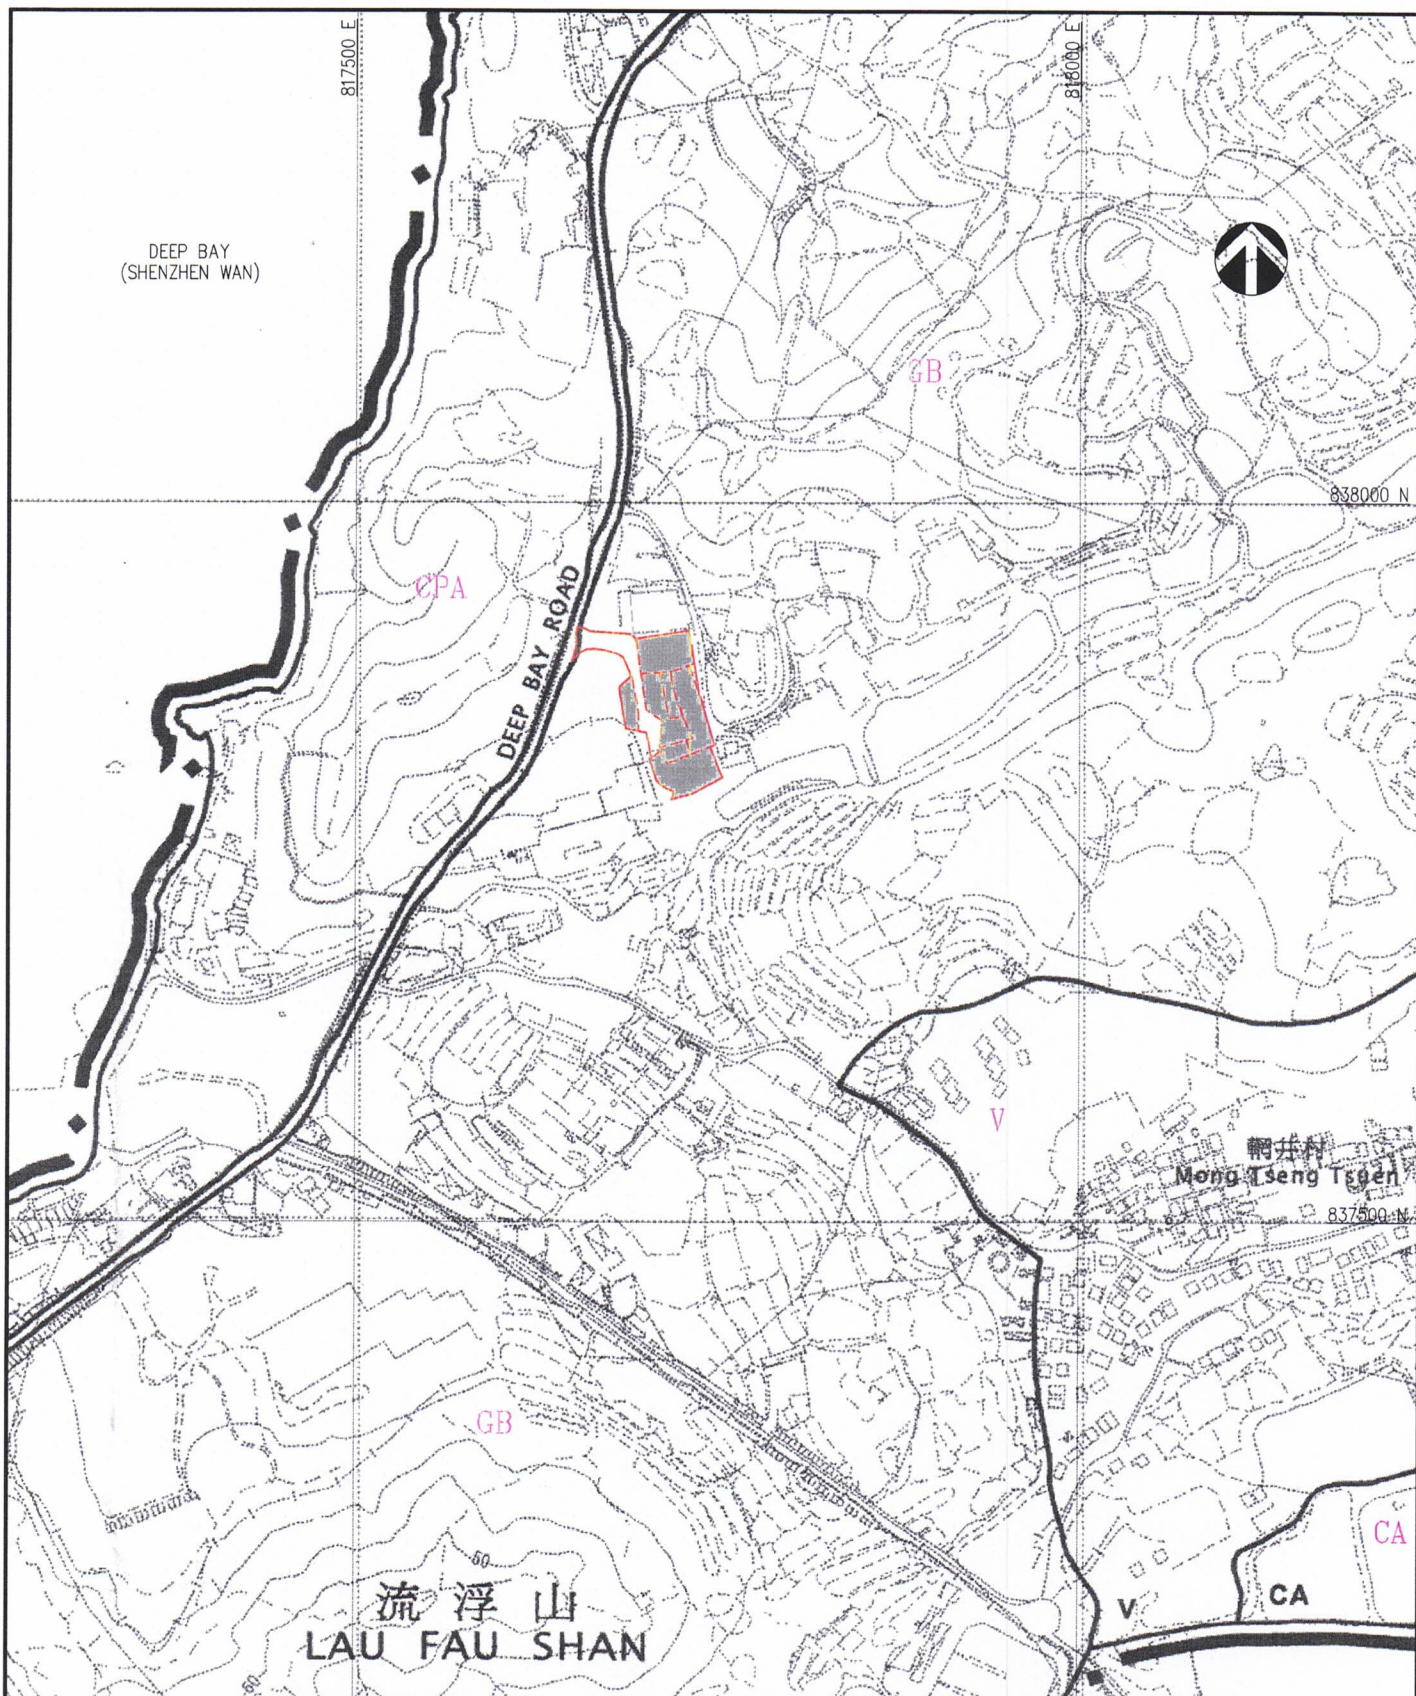 817500 E
818000 E
DEEP BAY
(SHENZHEN WAN)
GB
838000 N
CPA
DEEP BAY ROAD
V
輞井村
Mong Tseng Tsuen
837500 N
GB
CA
50
流浮山
LAU FAU SHAN
V
CA
50